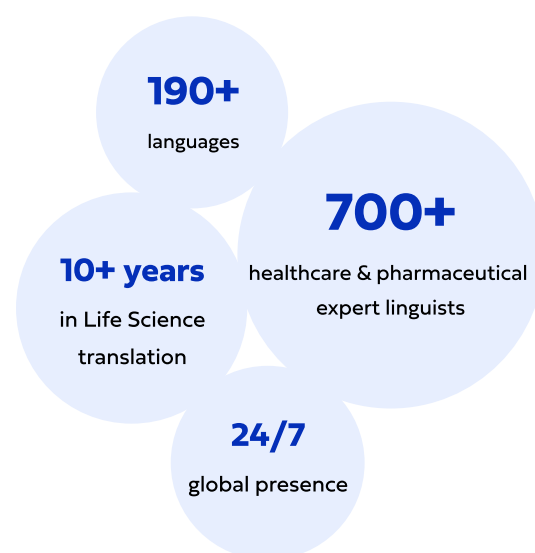 190+
languages
700+
healthcare & pharmaceutical
expert linguists
10+ years
in Life Science
translation
24/7
global presence